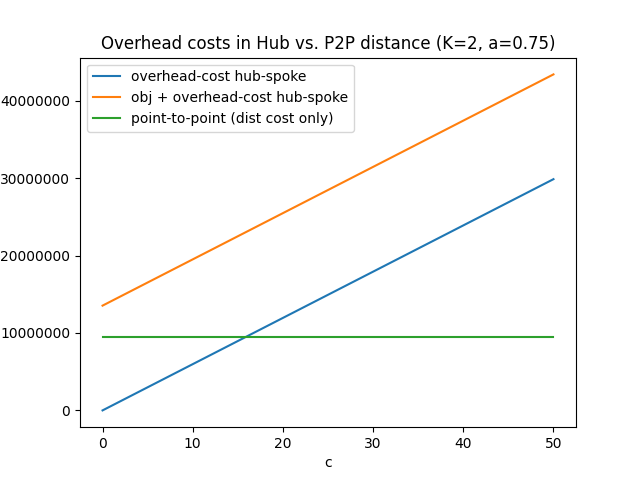 Overhead costs in Hub vs. P2P distance (K=2, a=0.75)
overhead-cost hub-spoke
obj + overhead-cost hub-spoke
point-to-point (dist cost only)
40000000
30000000
20000000
10000000
0
0 10 20 30 40 50
c